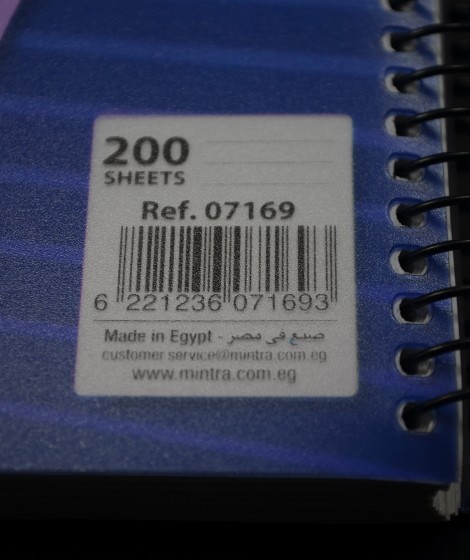 200
SHEETS
Ref. 07169
6 221236 071693
Made in Egypt - صنع في مصر
customer service@mintra.com.eg
www.mintra.com.eg